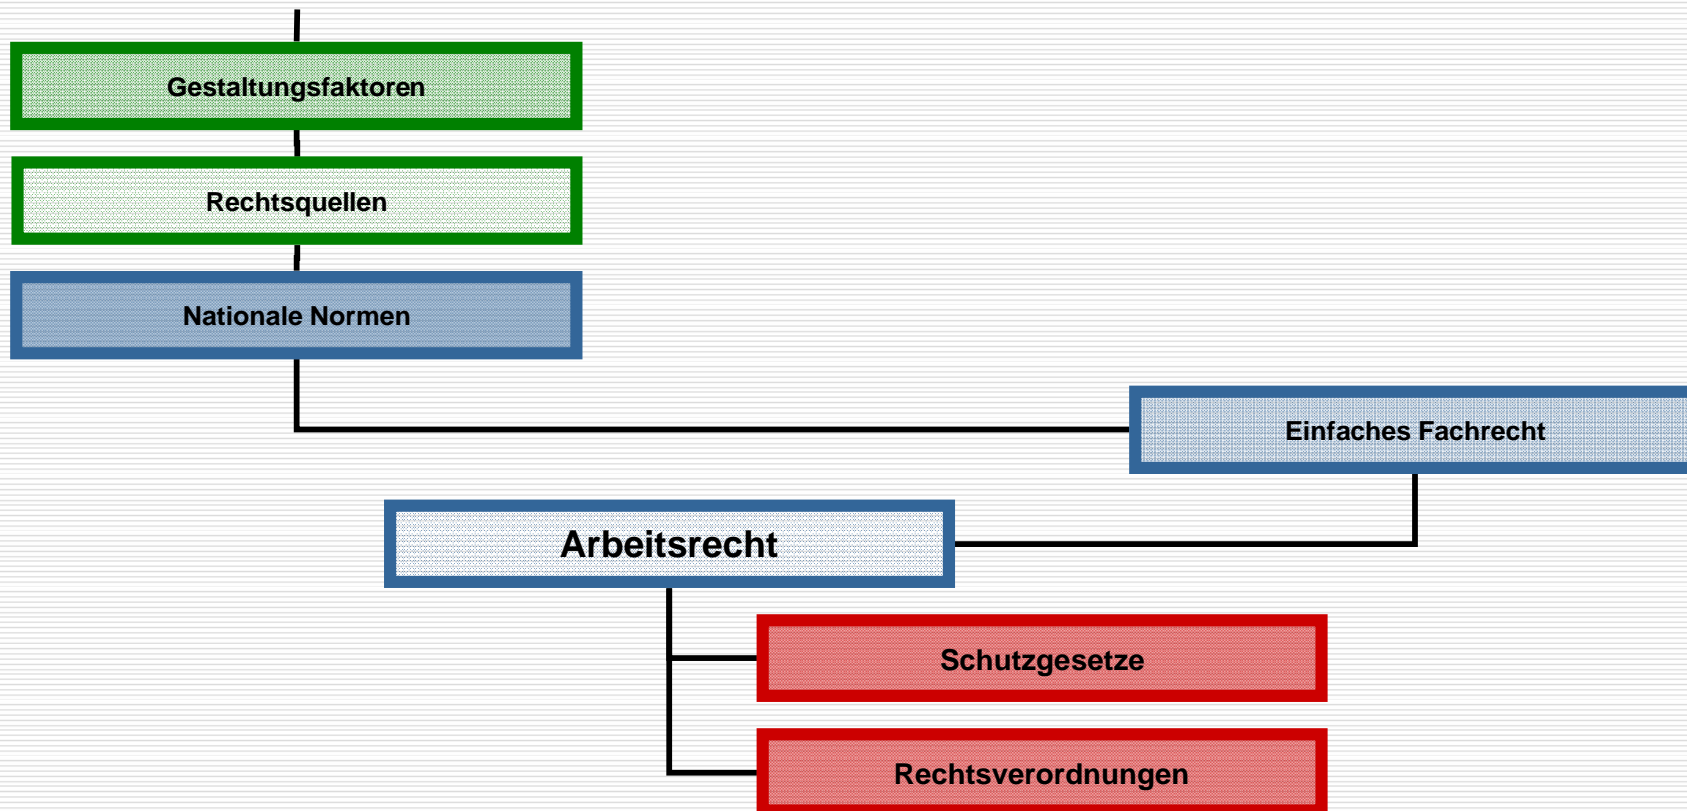 Gestaltungsfaktoren
Rechtsquellen
Nationale Normen
Einfaches Fachrecht
Arbeitsrecht
Schutzgesetze
Rechtsverordnungen